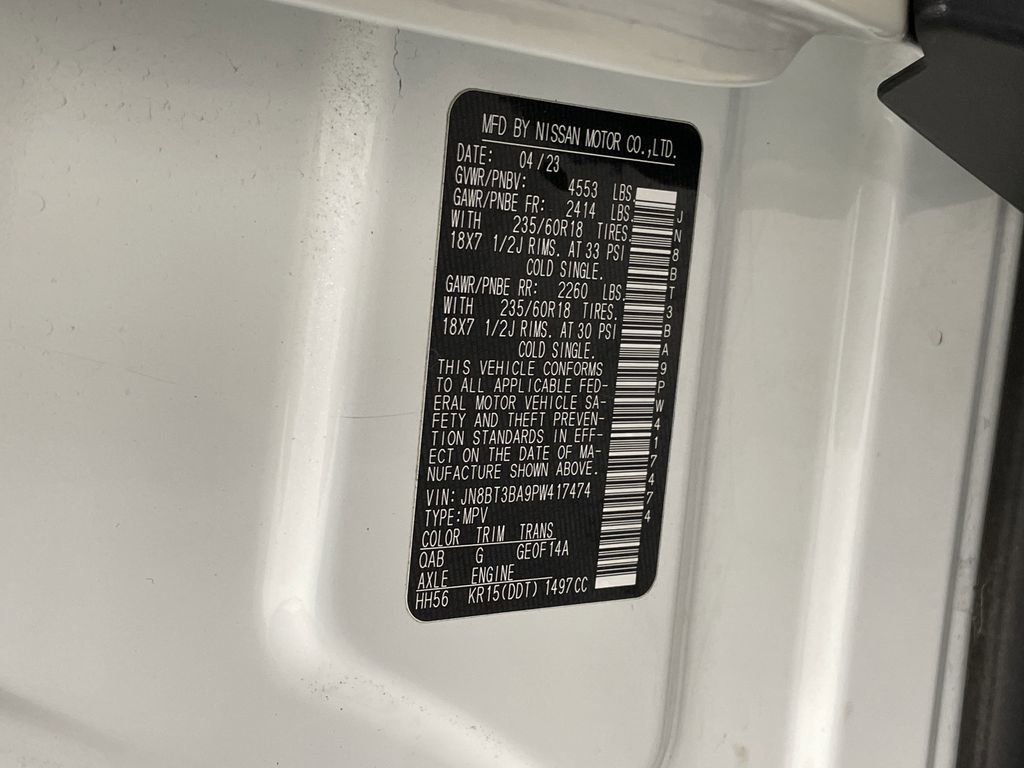 MFD BY NISSAN MOTOR CO.,LTD.
DATE: 04/23
GVWR/PNBV: 4553 LBS.
GAWR/PNBE FR: 2414 LBS.
WITH 235/60R18 TIRES.
18X7 1/2J RIMS. AT 33 PSI
COLD SINGLE.
GAWR/PNBE RR: 2260 LBS.
WITH 235/60R18 TIRES.
18X7 1/2J RIMS. AT 30 PSI
COLD SINGLE.
THIS VEHICLE CONFORMS
TO ALL APPLICABLE FED-
ERAL MOTOR VEHICLE SA-
FETY AND THEFT PREVEN-
TION STANDARDS IN EFF-
ECT ON THE DATE OF MA-
NUFACTURE SHOWN ABOVE.
VIN: JN8BT3BA9PW417474
TYPE:MPV
COLOR TRIM TRANS
QAB G GE0F14A
AXLE ENGINE
HH56 KR15(DDT) 1497CC
JN8BT3BA9PW417474